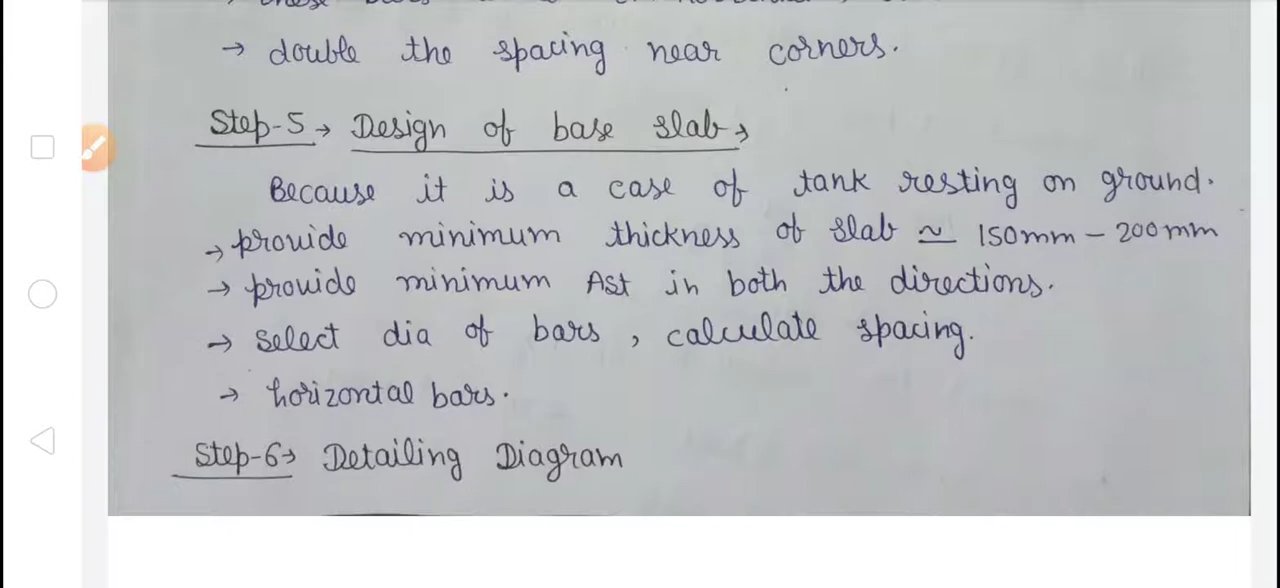 → double the spacing near corners.
Step-5 → Design of base slab →
Because it is a case of tank resting on ground.
→ provide minimum thickness of slab ≃ 150mm - 200mm
→ provide minimum Ast in both the directions.
→ select dia of bars, calculate spacing.
→ horizontal bars.
Step-6 → Detailing Diagram